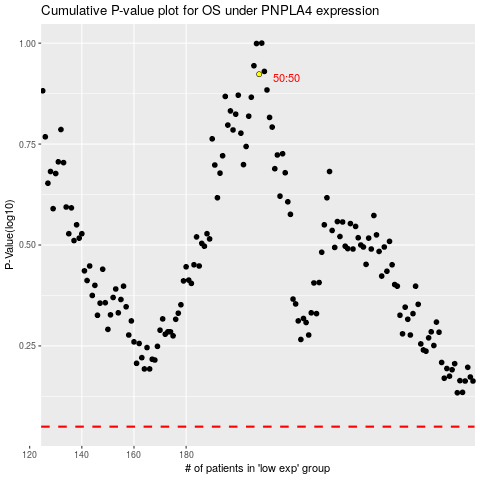 Cumulative P-value plot for OS under PNPLA4 expression
P-Value(log10)
1.00
0.75
0.50
0.25
50:50
120 140 160 180
# of patients in 'low exp' group